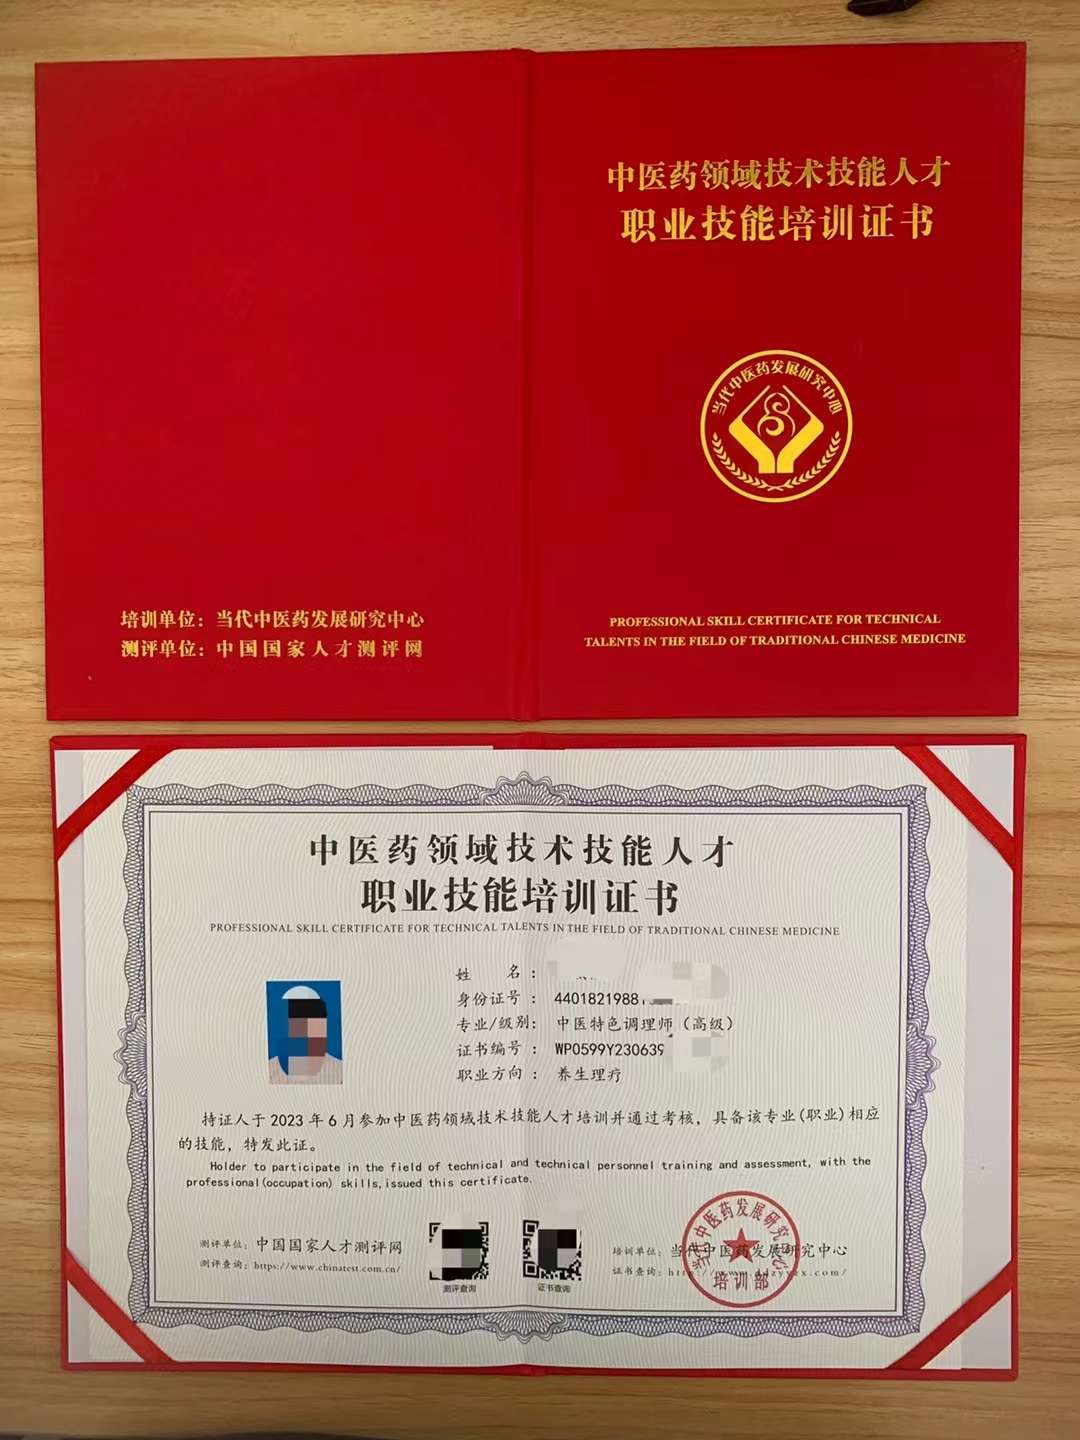 中医药领域技术技能人才
职业技能培训证书
当代中医药发展研究中心
PROFESSIONAL SKILL CERTIFICATE FOR TECHNICAL
TALENTS IN THE FIELD OF TRADITIONAL CHINESE MEDICINE
培训单位：当代中医药发展研究中心
测评单位：中国国家人才测评网
中医药领域技术技能人才
职业技能培训证书
PROFESSIONAL SKILL CERTIFICATE FOR TECHNICAL TALENTS IN THE FIELD OF TRADITIONAL CHINESE MEDICINE
姓 名：
身份证号：4401821988
专业/级别：中医特色调理师（高级）
证书编号：WP0599Y230639
职业方向：养生理疗
持证人于2023年6月参加中医药领域技术技能人才培训并通过考核，具备该专业(职业)相应
的技能，特发此证。
Holder to participate in the field of technical and technical personnel training and assessment, with the
professional(occupation) skills,issued this certificate.
测评单位：中国国家人才测评网
测评查询：https://www.chinatest.com.cn/
测评查询
证书查询
培训单位：当代中医药发展研究中心
证书查询：http://www.ddzyyzx.com/
当代中医药发展研究中心
培训部